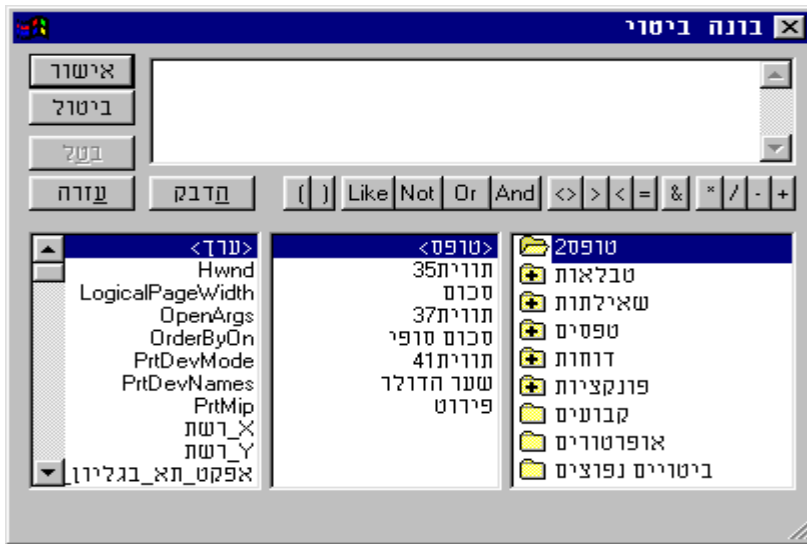 בונה ביטוי
אישור
ביטול
בטל
עזרה
הדבק
( ) Like Not Or And <> > < = & * / - +
טופס2
טבלאות
שאילתות
טפסים
דוחות
פונקציות
קבועים
אופרטורים
ביטויים נפוצים
<טופס>
תווית35
סכום
תווית37
סכום סופי
תווית41
שער הדולר
פירוט
<ערך>
Hwnd
LogicalPageWidth
OpenArgs
OrderByOn
PrtDevMode
PrtDevNames
PrtMip
רשת_X
רשת_Y
אפקט_תא_בגליון_